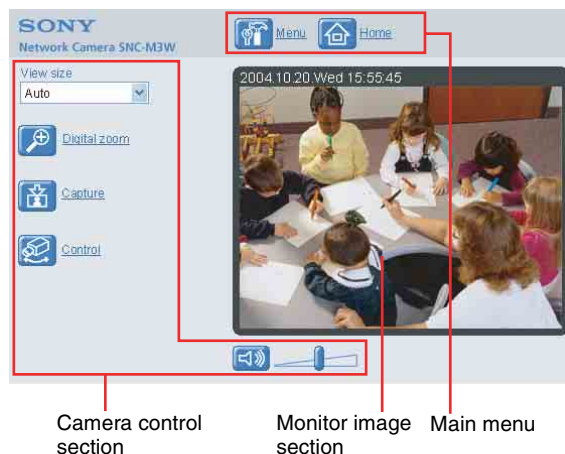 SONY
Network Camera SNC-M3W
Menu
Home
View size
Auto
Digital zoom
Capture
Control
2004.10.20.Wed 15:55:45
Camera control
section
Monitor image
section
Main menu